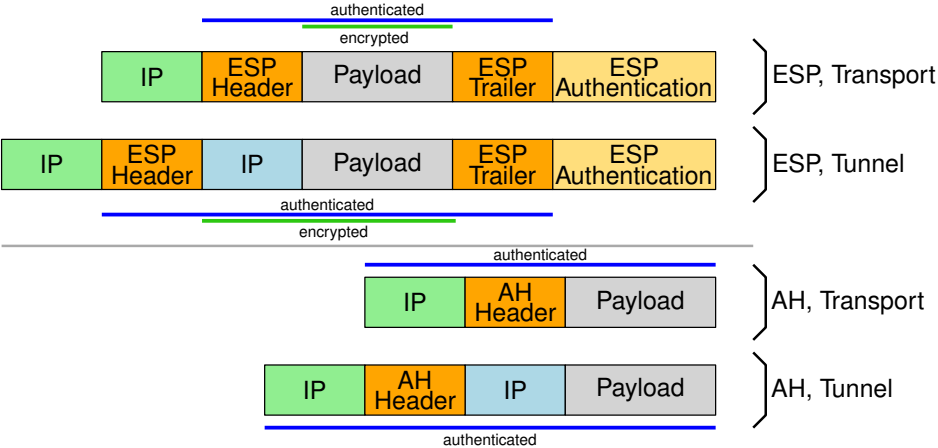 authenticated
encrypted
IP
ESP
Header
Payload
ESP
Trailer
ESP
Authentication
ESP, Transport
IP
ESP
Header
IP
Payload
ESP
Trailer
ESP
Authentication
ESP, Tunnel
authenticated
encrypted
authenticated
IP
AH
Header
Payload
AH, Transport
IP
AH
Header
IP
Payload
AH, Tunnel
authenticated